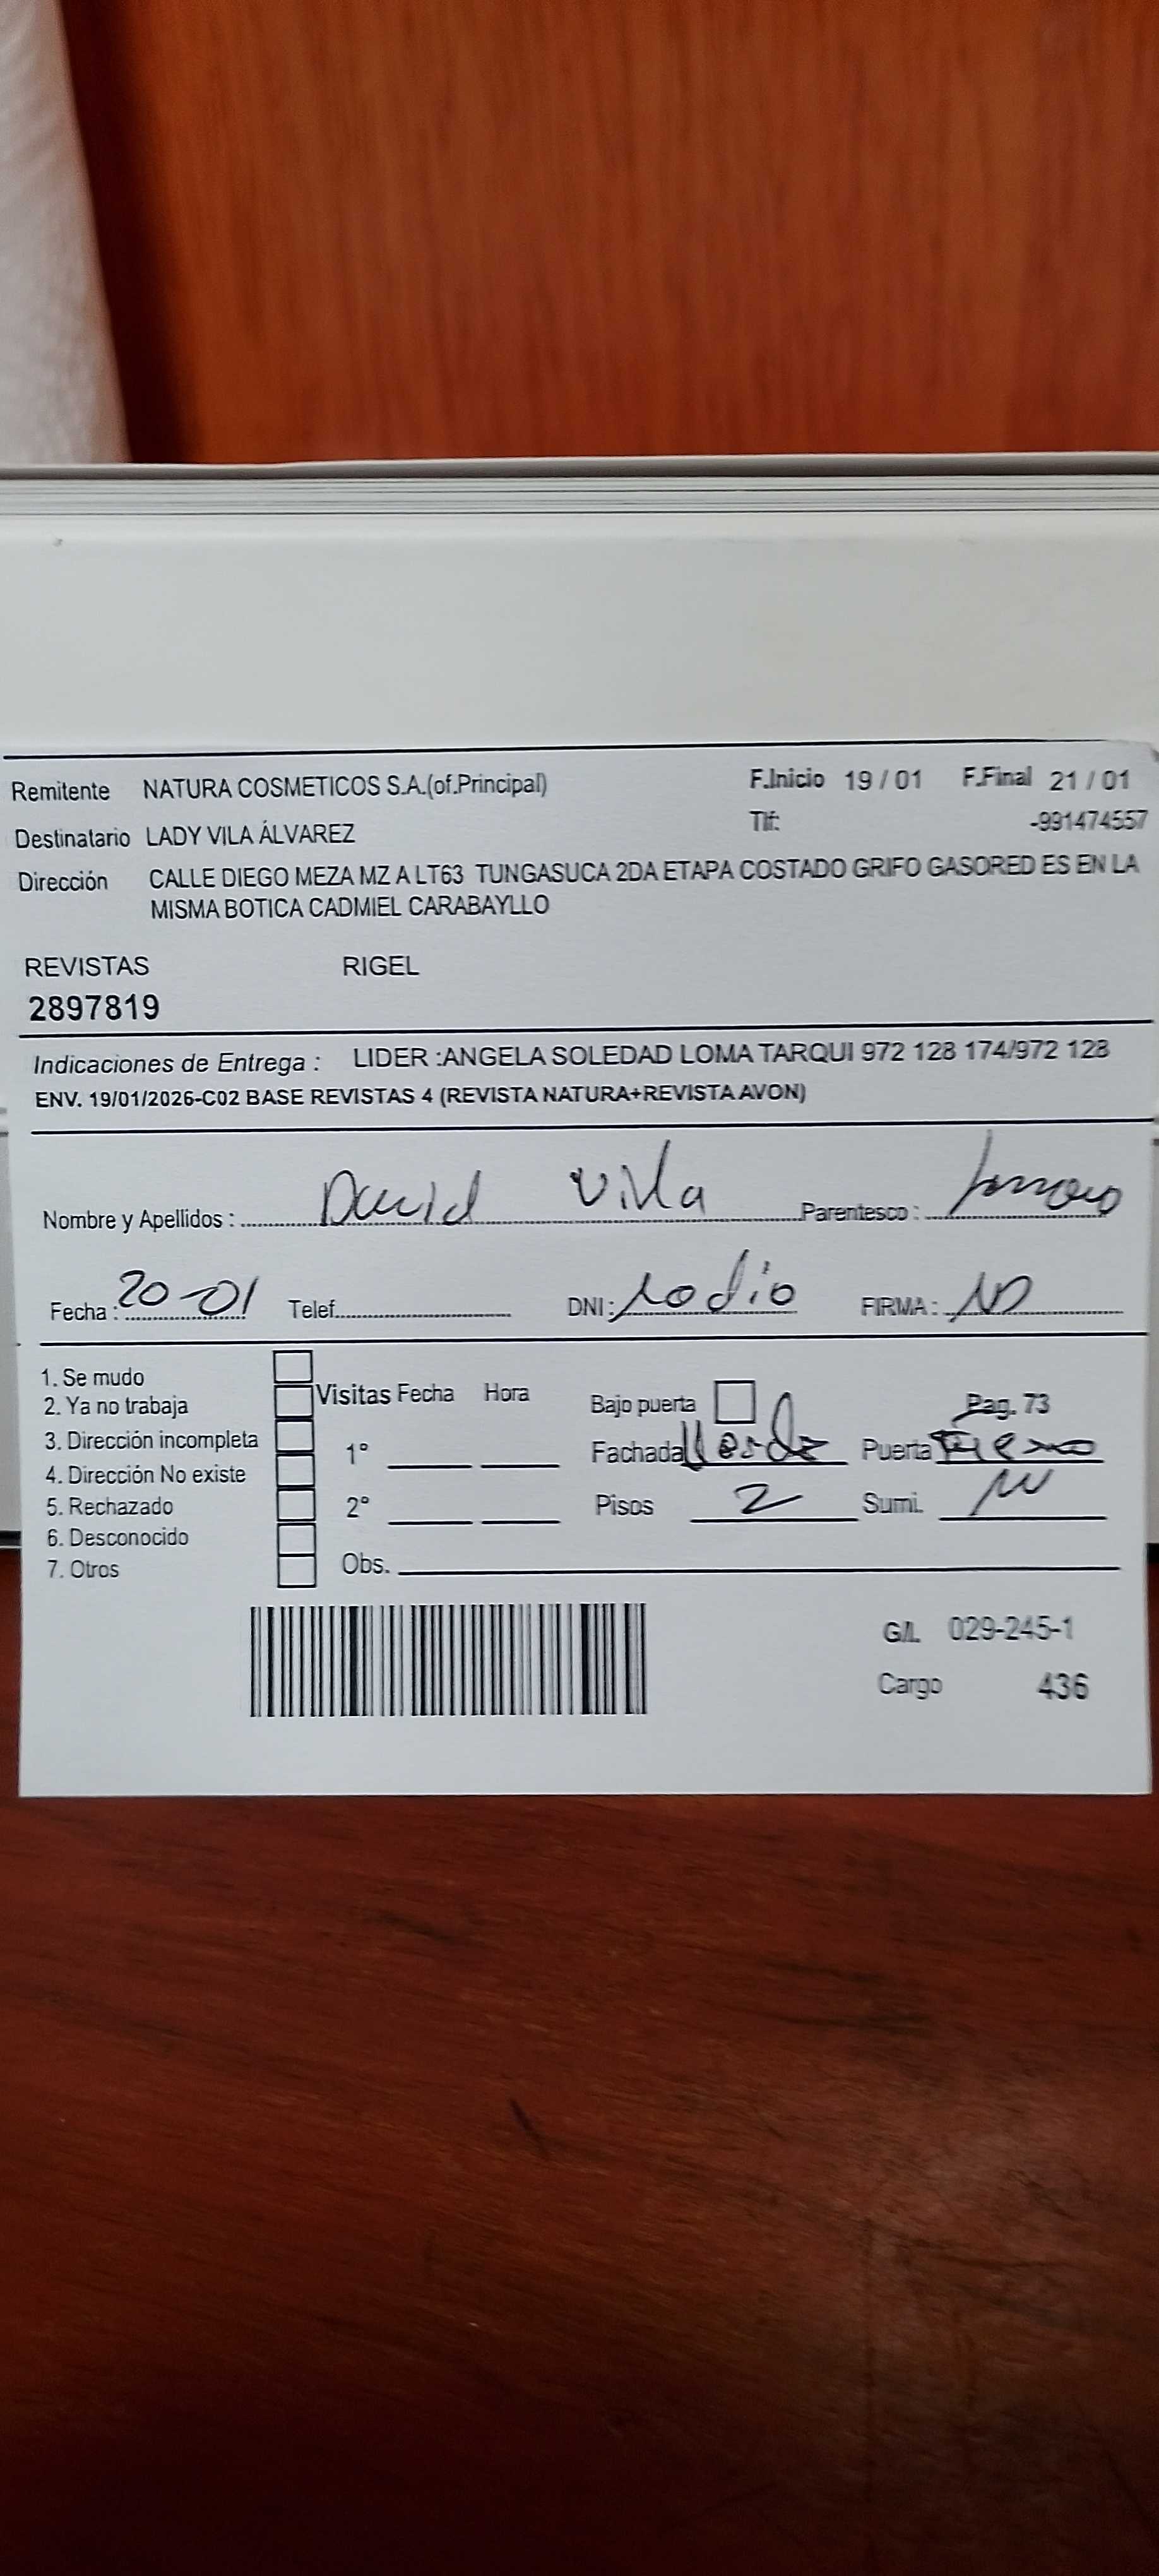 Remitente NATURA COSMETICOS S.A.(of.Principal) F.Inicio 19 / 01 F.Final 21 / 01
Destinatario LADY VILA ÁLVAREZ Tlf: -991474557
Dirección CALLE DIEGO MEZA MZ A LT63 TUNGASUCA 2DA ETAPA COSTADO GRIFO GASORED ES EN LA
MISMA BOTICA CADMIEL CARABAYLLO
REVISTAS RIGEL
2897819
Indicaciones de Entrega : LIDER :ANGELA SOLEDAD LOMA TARQUI 972 128 174/972 128
ENV. 19/01/2026-C02 BASE REVISTAS 4 (REVISTA NATURA+REVISTA AVON)
Nombre y Apellidos : David Villa Parentesco :
Fecha : 20-01 Telef. DNI: no dio FIRMA :
1. Se mudo
2. Ya no trabaja Visitas Fecha Hora Bajo puerta Pag. 73
3. Dirección incompleta 1° Fachada Verde Puerta Fierro
4. Dirección No existe
5. Rechazado 2° Pisos 2 Sumi.
6. Desconocido
7. Otros Obs.
G/L 029-245-1
Cargo 436